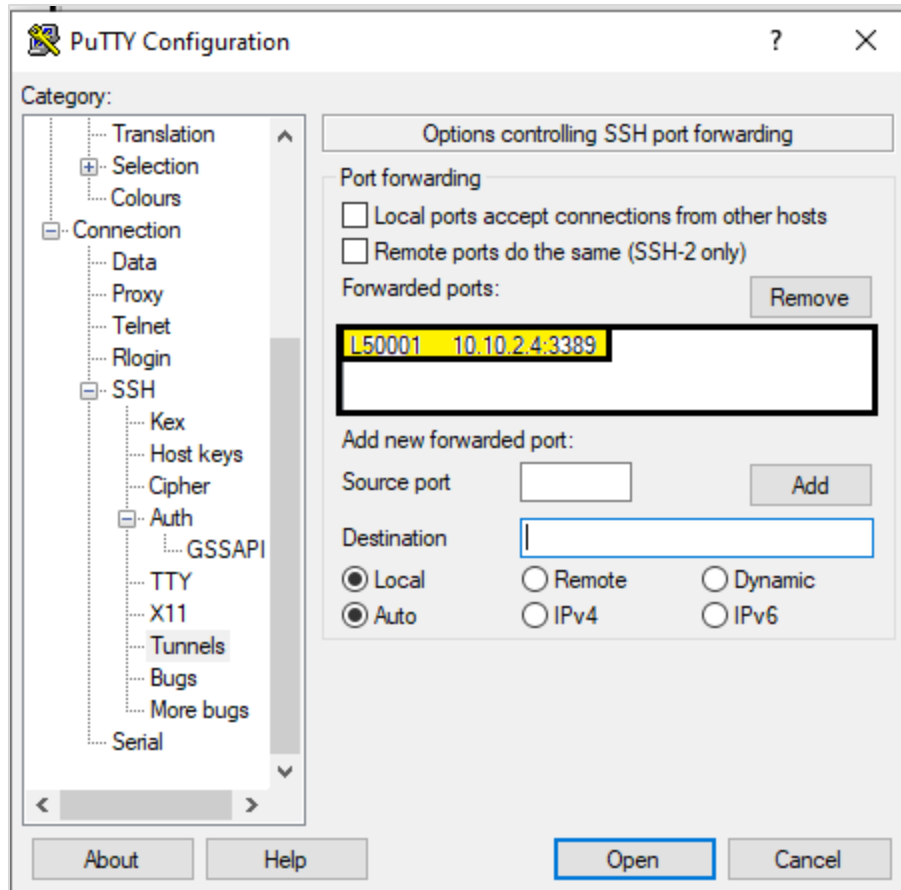 PuTTY Configuration
?
Category:
Translation
Selection
Colours
Connection
Data
Proxy
Telnet
Rlogin
SSH
Kex
Host keys
Cipher
Auth
GSSAPI
TTY
X11
Tunnels
Bugs
More bugs
Serial
Options controlling SSH port forwarding
Port forwarding
Local ports accept connections from other hosts
Remote ports do the same (SSH-2 only)
Forwarded ports:
Remove
L50001 10.10.2.4:3389
Add new forwarded port:
Source port
Add
Destination
Local Remote Dynamic
Auto IPv4 IPv6
About Help Open Cancel